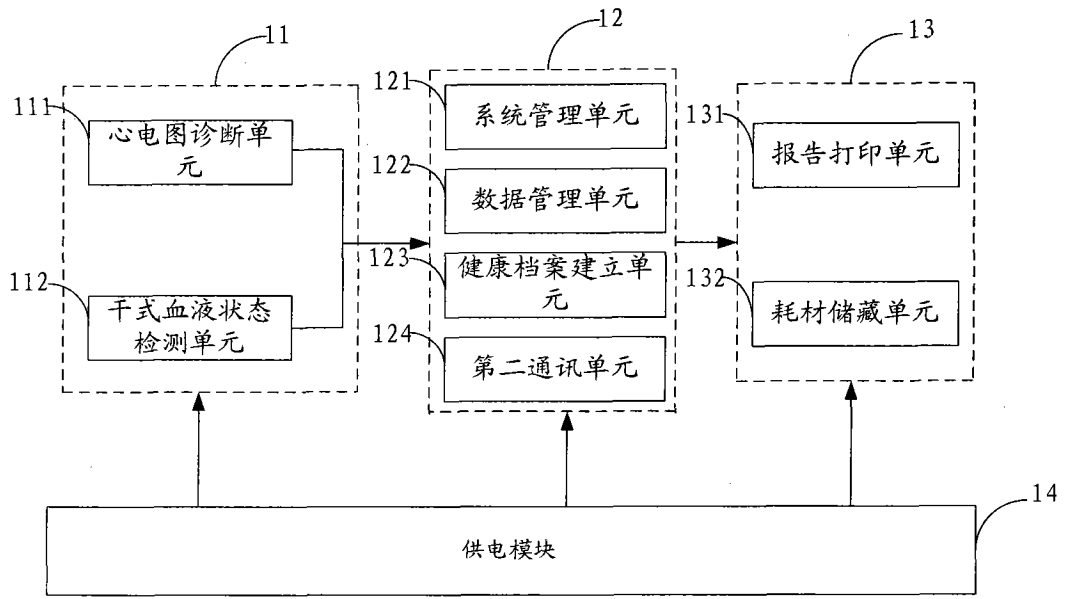 11
12
13
111
心电图诊断单
元
112
干式血液状态
检测单元
121
系统管理单元
122
数据管理单元
123
健康档案建立单
元
124
第二通讯单元
131
报告打印单元
132
耗材储藏单元
14
供电模块